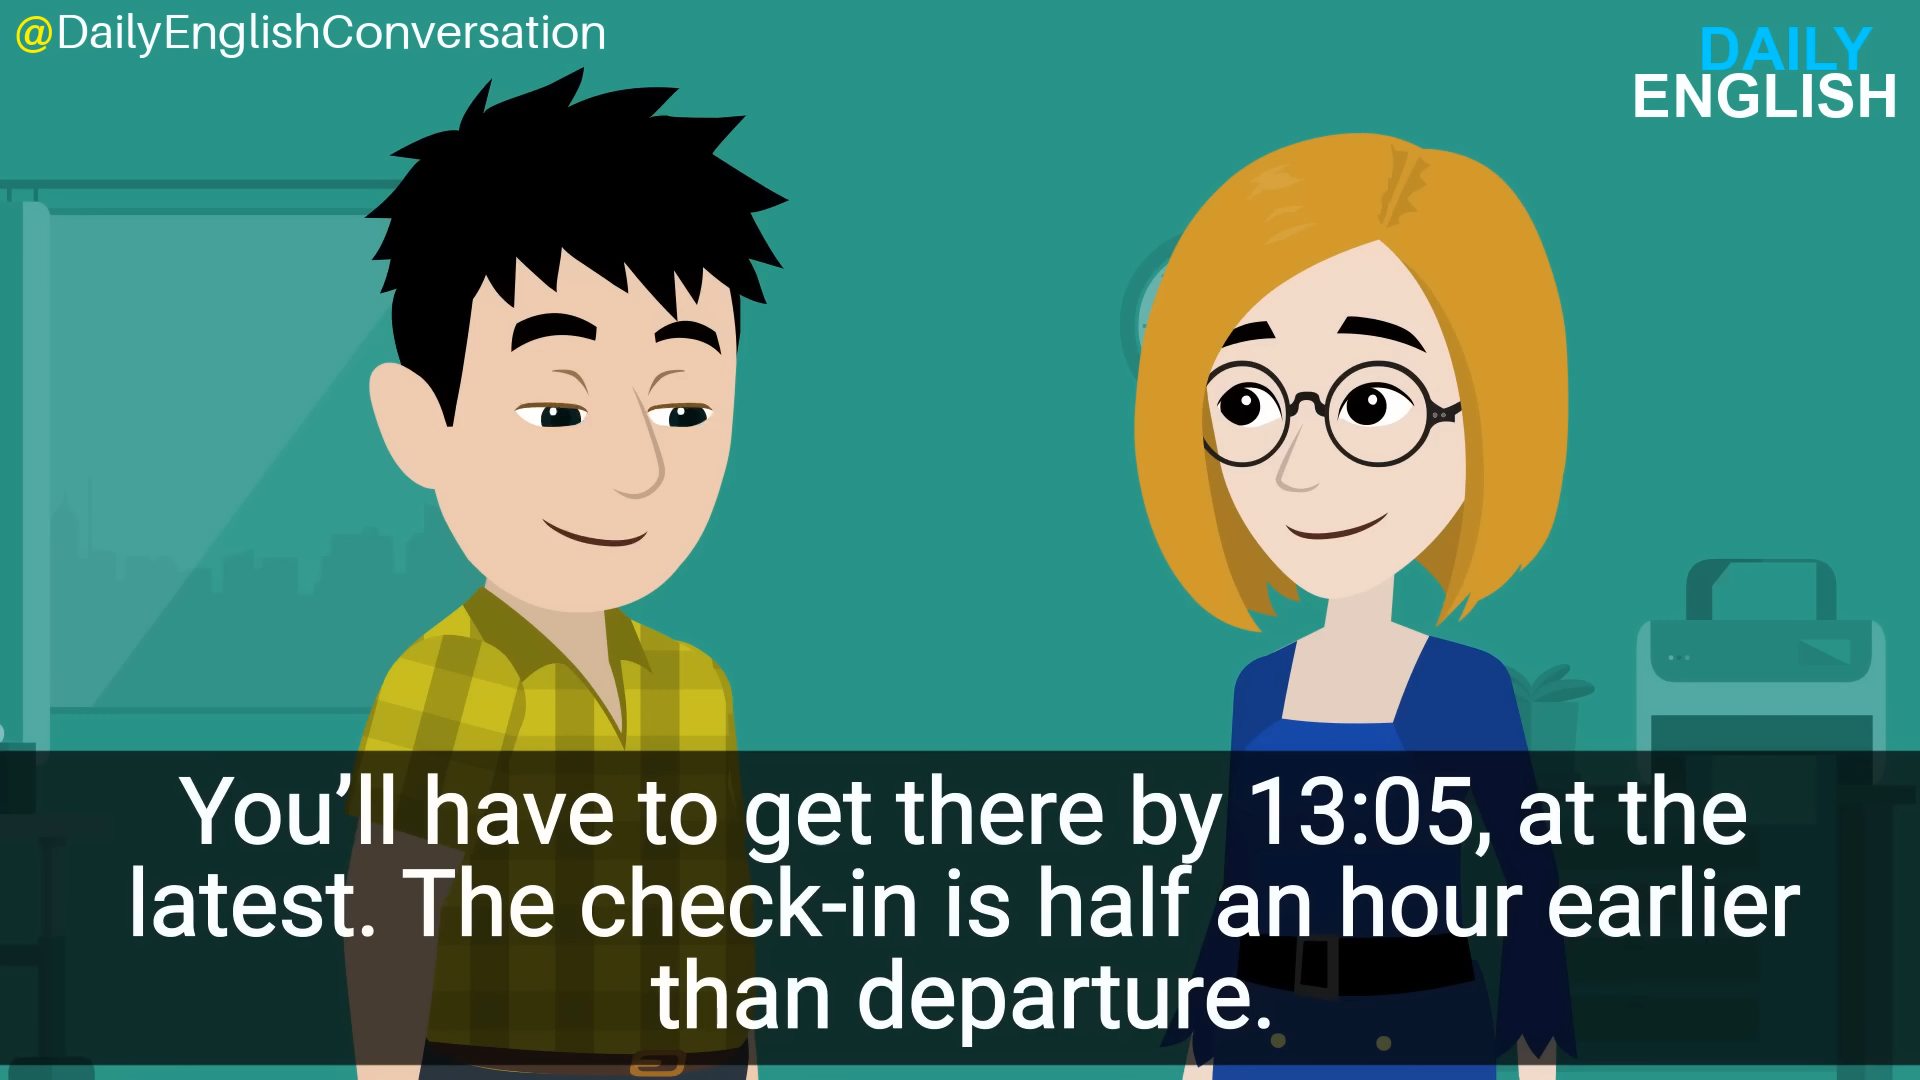 @DailyEnglishConversation
DAILY
ENGLISH
You’ll have to get there by 13:05, at the
latest. The check-in is half an hour earlier
than departure.